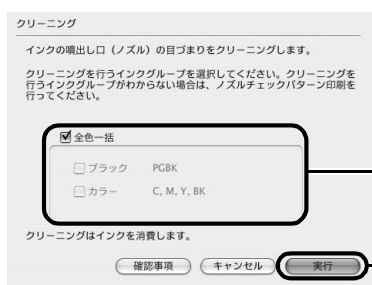 クリーニング
インクの噴出し口（ノズル）の目づまりをクリーニングします。
クリーニングを行うインクグループを選択してください。クリーニングを
行うインクグループがわからない場合は、ノズルチェックパターン印刷を
行ってください。
全色一括
ブラック PGBK
カラー C, M, Y, BK
クリーニングはインクを消費します。
確認事項 キャンセル 実行